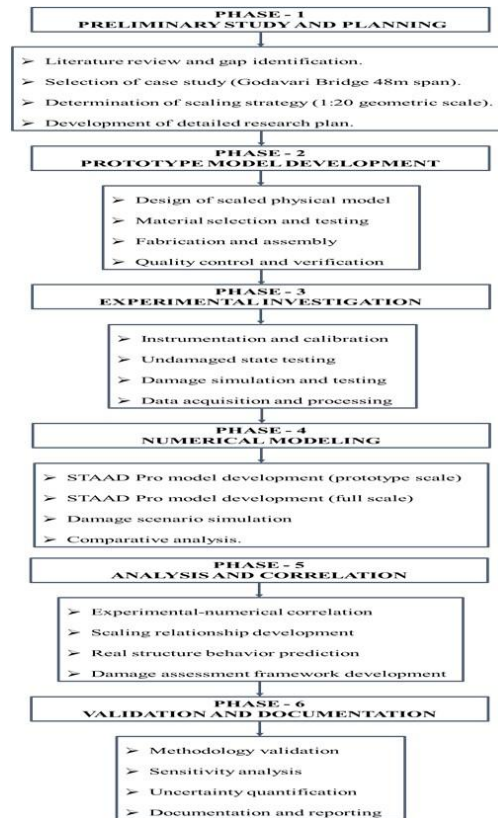 PHASE - 1
PRELIMINARY STUDY AND PLANNING
➢ Literature review and gap identification.
➢ Selection of case study (Godavari Bridge 48m span).
➢ Determination of scaling strategy (1:20 geometric scale).
➢ Development of detailed research plan.
PHASE - 2
PROTOTYPE MODEL DEVELOPMENT
➢ Design of scaled physical model
➢ Material selection and testing
➢ Fabrication and assembly
➢ Quality control and verification
PHASE - 3
EXPERIMENTAL INVESTIGATION
➢ Instrumentation and calibration
➢ Undamaged state testing
➢ Damage simulation and testing
➢ Data acquisition and processing
PHASE - 4
NUMERICAL MODELING
➢ STAAD Pro model development (prototype scale)
➢ STAAD Pro model development (full scale)
➢ Damage scenario simulation
➢ Comparative analysis.
PHASE - 5
ANALYSIS AND CORRELATION
➢ Experimental-numerical correlation
➢ Scaling relationship development
➢ Real structure behavior prediction
➢ Damage assessment framework development
PHASE - 6
VALIDATION AND DOCUMENTATION
➢ Methodology validation
➢ Sensitivity analysis
➢ Uncertainty quantification
➢ Documentation and reporting